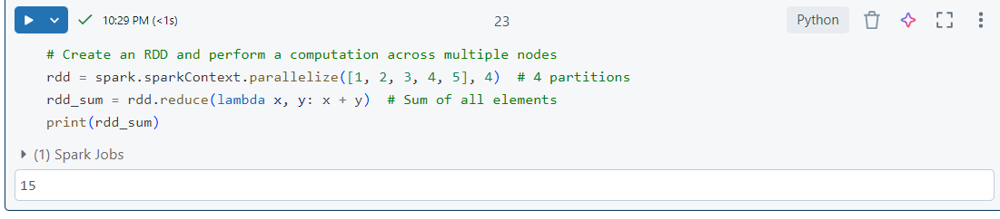 10:29 PM (<1s)
23
Python
# Create an RDD and perform a computation across multiple nodes
rdd = spark.sparkContext.parallelize([1, 2, 3, 4, 5], 4)  # 4 partitions
rdd_sum = rdd.reduce(lambda x, y: x + y)  # Sum of all elements
print(rdd_sum)
(1) Spark Jobs
15